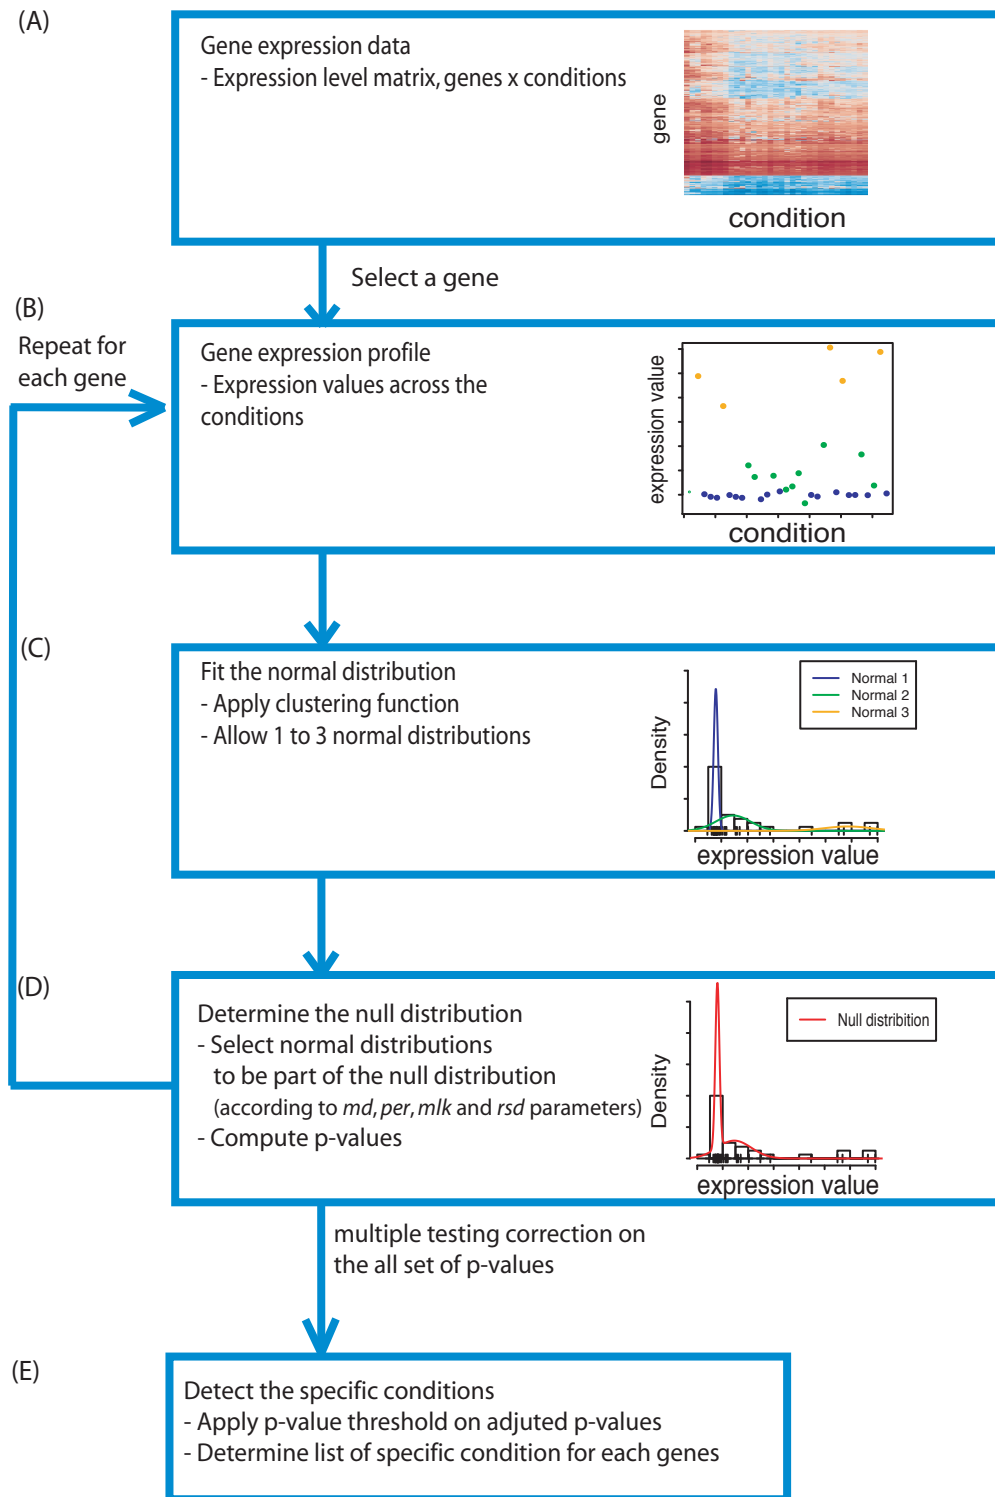 (A)
Gene expression data
- Expression level matrix, genes x conditions
gene
condition
Select a gene
(B)
Repeat for
each gene
Gene expression profile
- Expression values across the
conditions
expression value
condition
(C)
Fit the normal distribution
- Apply clustering function
- Allow 1 to 3 normal distributions
Normal 1
Normal 2
Normal 3
Density
expression value
(D)
Determine the null distribution
- Select normal distributions
to be part of the null distribution
(according to md, per, mlk and rsd parameters)
- Compute p-values
Null distribition
Density
expression value
multiple testing correction on
the all set of p-values
(E)
Detect the specific conditions
- Apply p-value threshold on adjuted p-values
- Determine list of specific condition for each genes